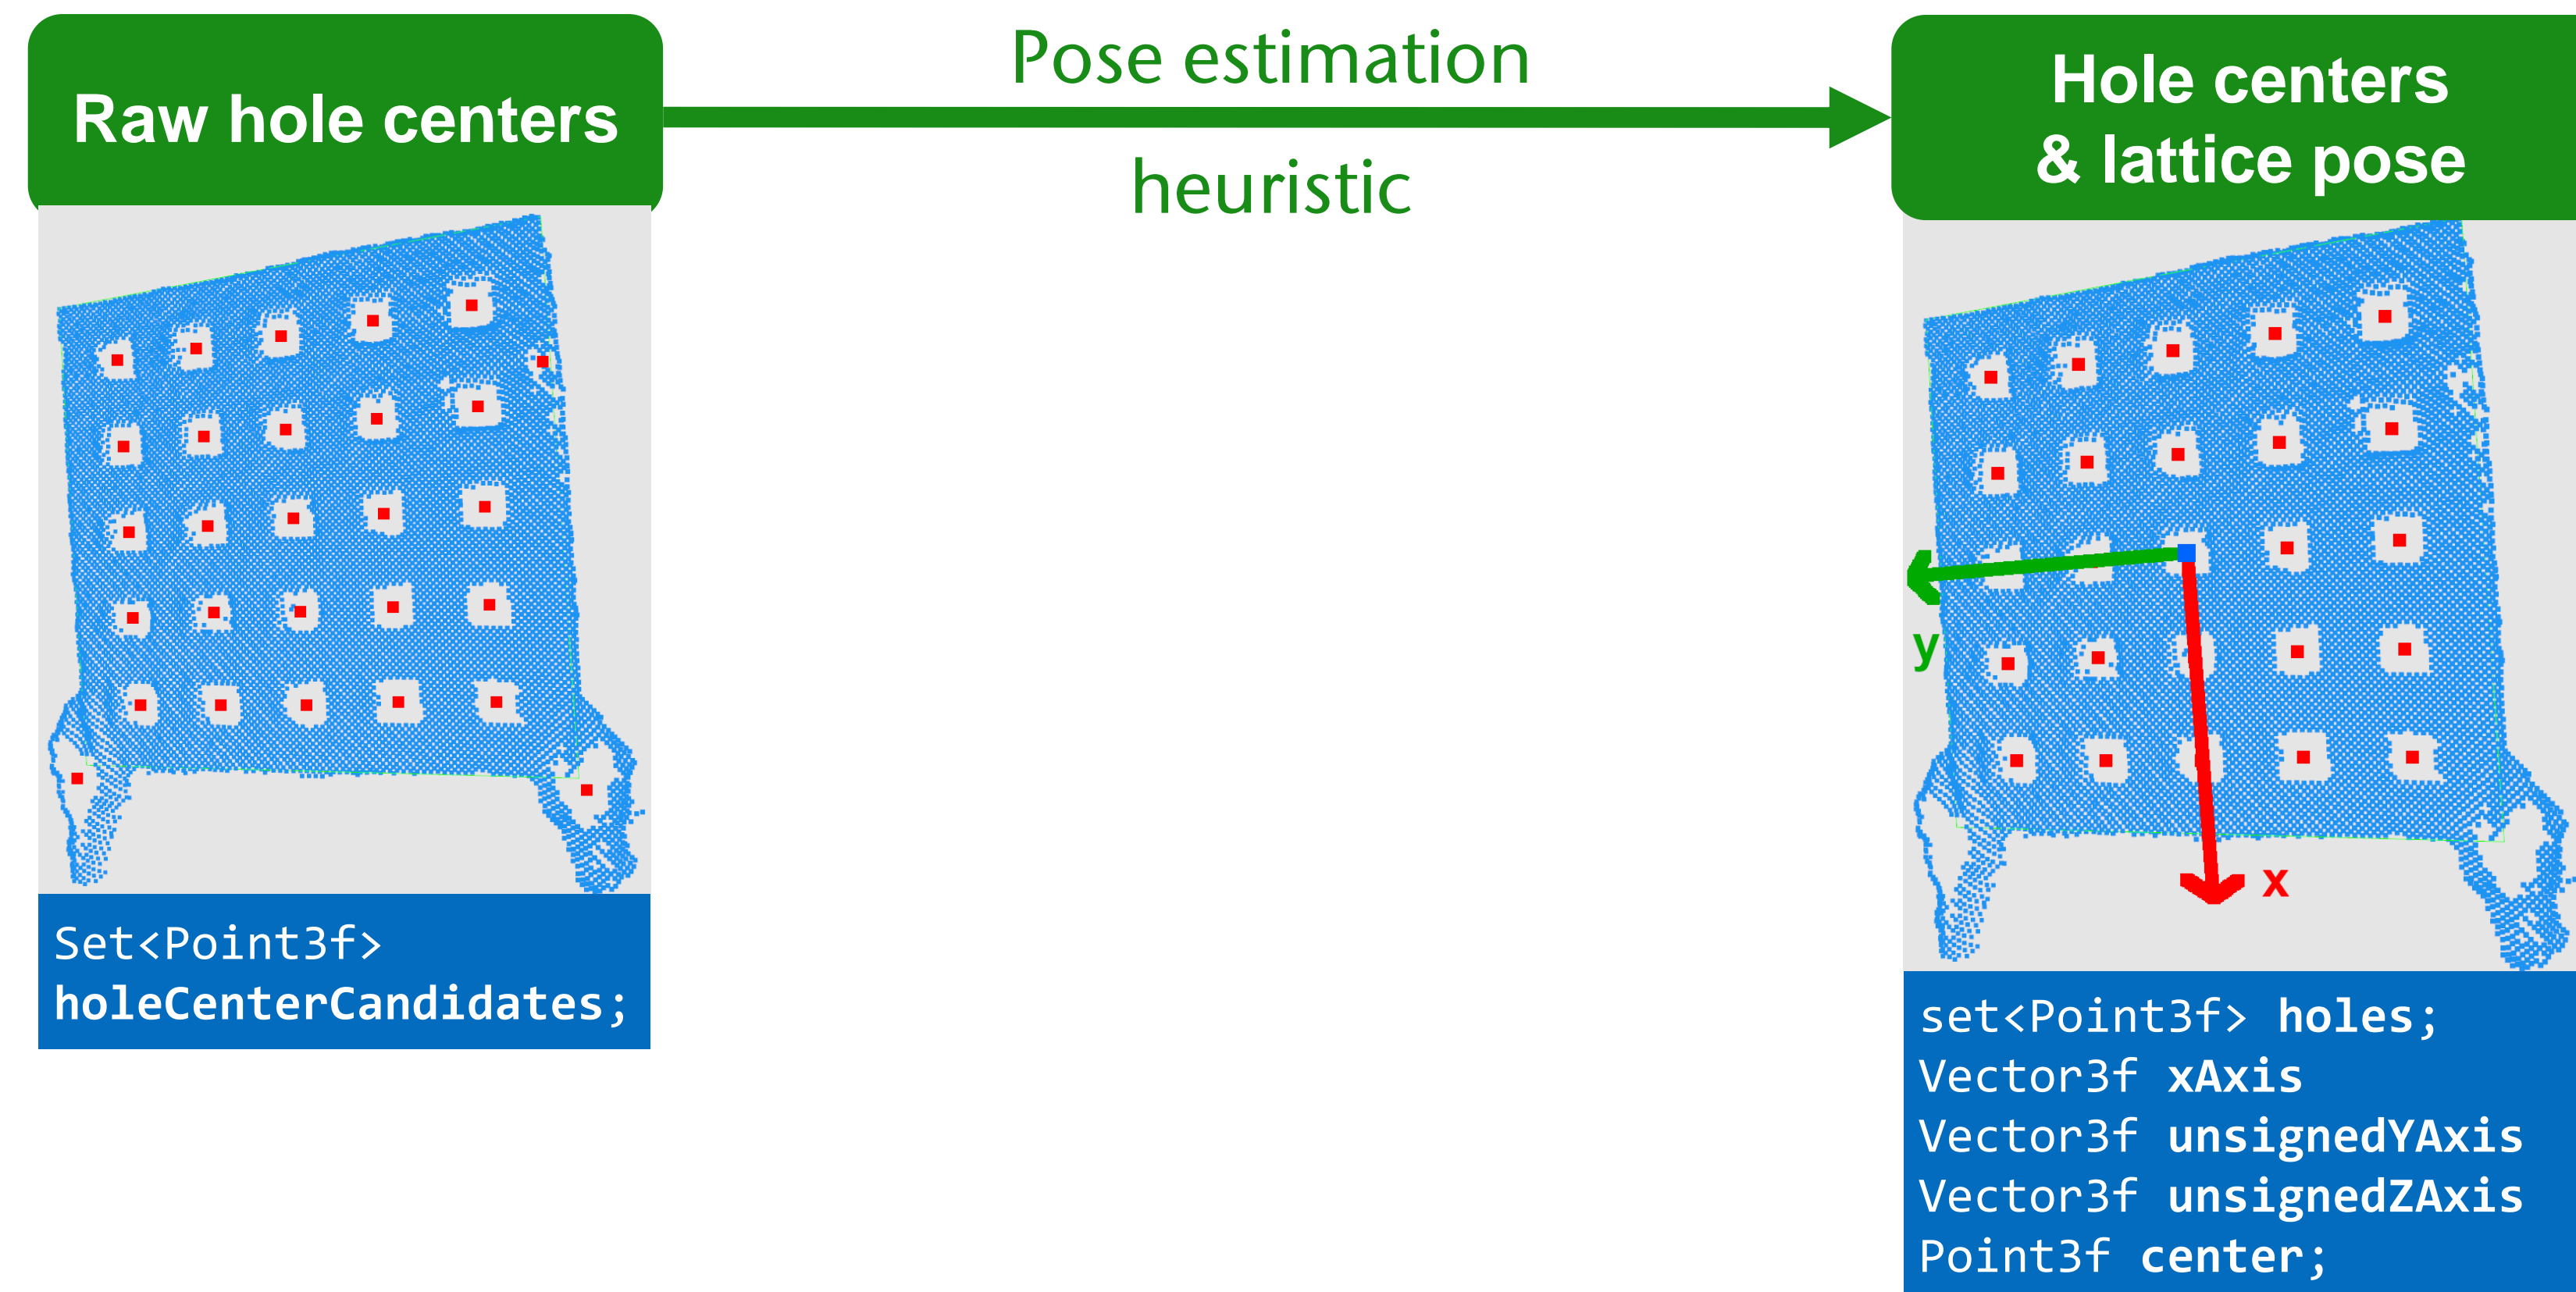 Raw hole centers
Pose estimation
heuristic
Hole centers
& lattice pose
Set<Point3f>
holeCenterCandidates;
y
x
set<Point3f> holes;
Vector3f xAxis
Vector3f unsignedYAxis
Vector3f unsignedZAxis
Point3f center;